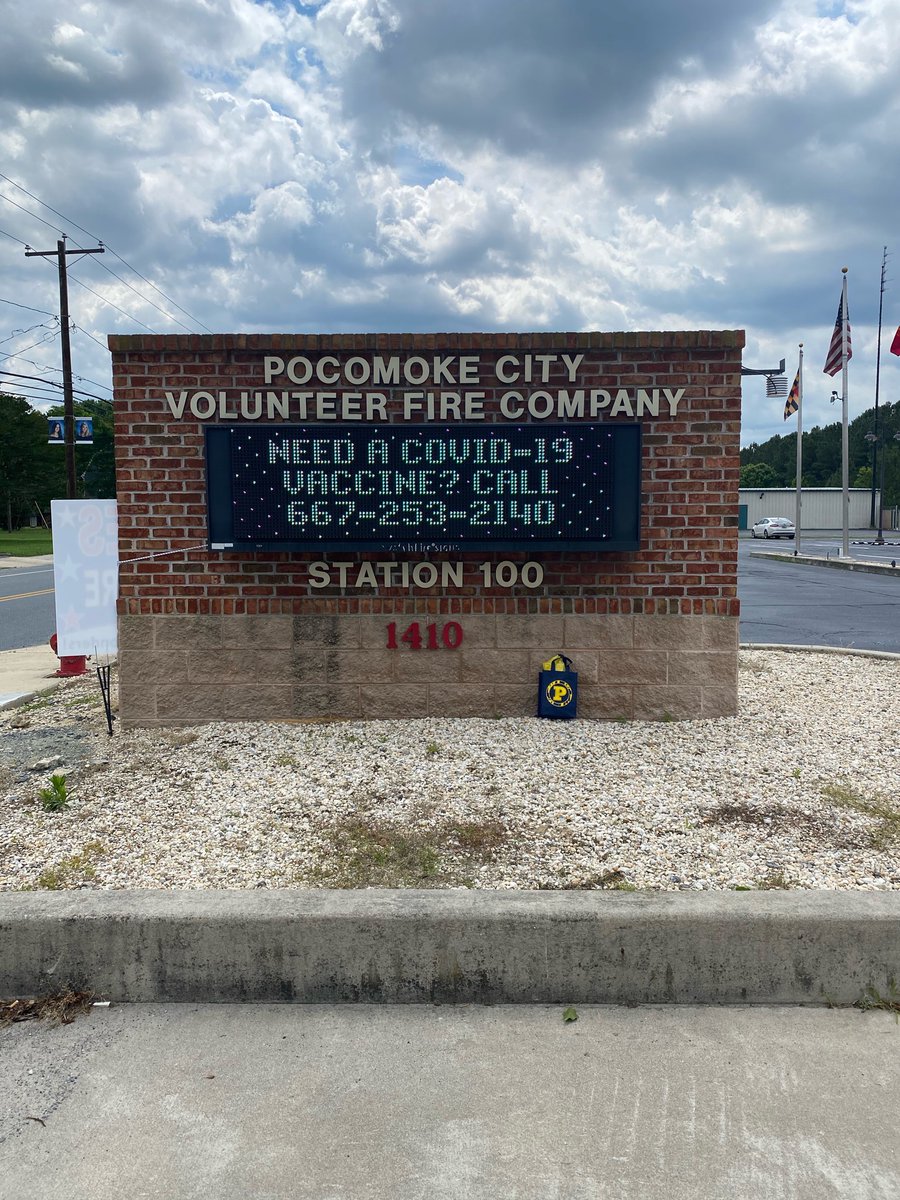 POCOMOKE CITY
VOLUNTEER FIRE COMPANY
NEED A COVID-19
VACCINE? CALL
667-253-2140
STATION 100
1410
P